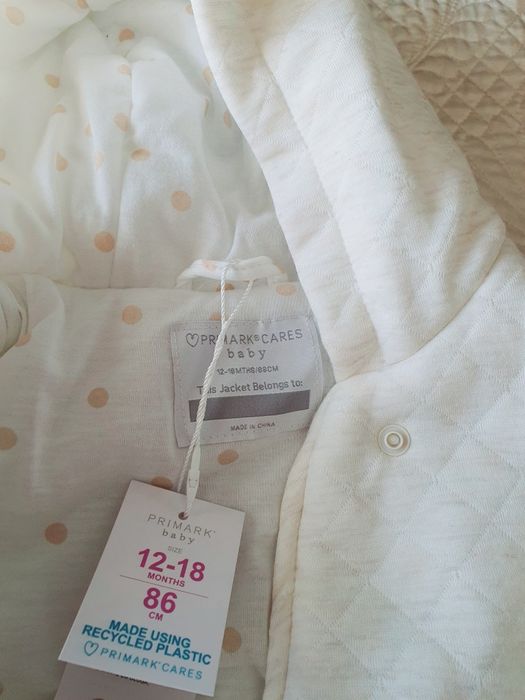 PRIMARK® CARES
baby
12-18MTHS/86CM
This Jacket Belongs to:
MADE IN CHINA
PRIMARK®
baby
SIZE
12-18
MONTHS
86
CM
MADE USING
RECYCLED PLASTIC
PRIMARK CARES